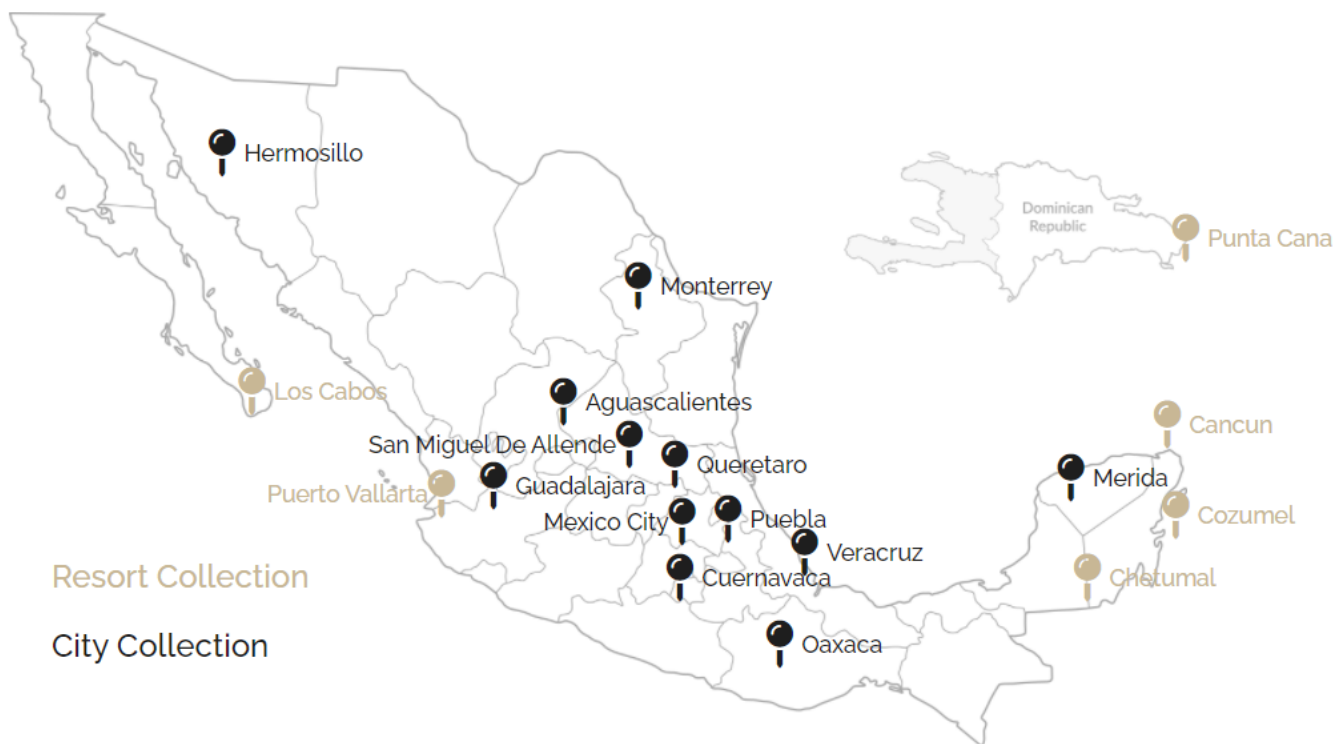 Hermosillo
Dominican
Republic
Punta Cana
Monterrey
Los Cabos
Aguascalientes
Cancun
San Miguel De Allende
Queretaro
Merida
Guadalajara
Puerto Vallarta
Cozumel
Mexico City
Puebla
Veracruz
Resort Collection
Cuernavaca
Chetumal
City Collection
Oaxaca